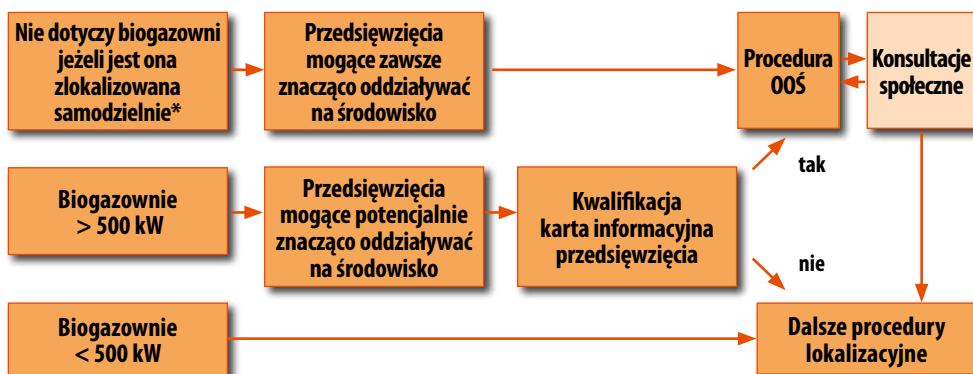 Nie dotyczy biogazowni
jeżeli jest ona
zlokalizowana
samodzielnie*
Przedsięwzięcia
mogące zawsze
znacząco oddziaływać
na środowisko
Procedura
OOŚ
Konsultacje
społeczne
tak
Biogazownie
> 500 kW
Przedsięwzięcia
mogące potencjalnie
znacząco oddziaływać
na środowisko
Kwalifikacja
karta informacyjna
przedsięwzięcia
nie
Biogazownie
< 500 kW
Dalsze procedury
lokalizacyjne